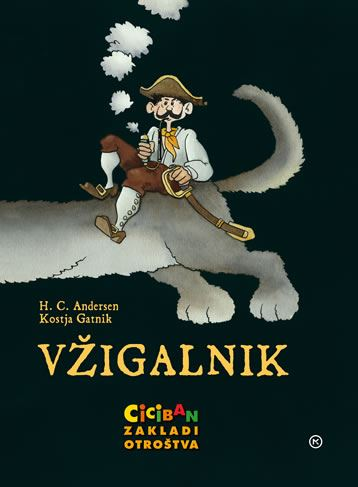 H. C. Andersen
Kostja Gatnik
VŽIGALNIK
CICIBAN
ZAKLADI
OTROŠTVA